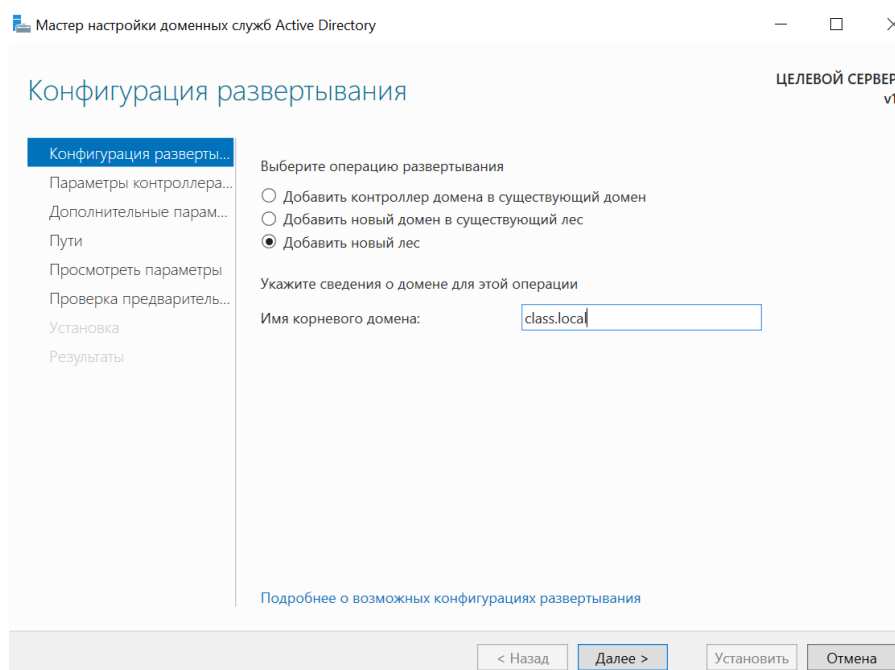 Мастер настройки доменных служб Active Directory
Конфигурация развертывания
ЦЕЛЕВОЙ СЕРВЕР
v1
Конфигурация разверты...
Параметры контроллера...
Дополнительные парам...
Пути
Просмотреть параметры
Проверка предваритель...
Установка
Результаты
Выберите операцию развертывания
Добавить контроллер домена в существующий домен
Добавить новый домен в существующий лес
Добавить новый лес
Укажите сведения о домене для этой операции
Имя корневого домена: class.local
Подробнее о возможных конфигурациях развертывания
< Назад Далее > Установить Отмена